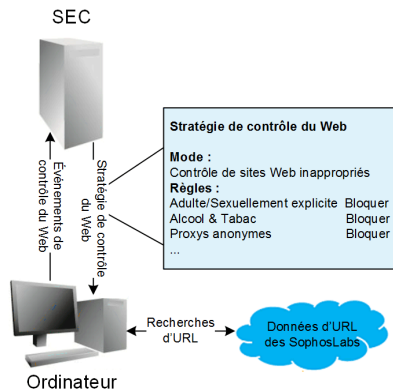 SEC
Stratégie de contrôle du Web
Mode :
Contrôle de sites Web inappropriés
Règles :
Adulte/Sexuellement explicite Bloquer
Alcool & Tabac Bloquer
Proxys anonymes Bloquer
...
Événements de
contrôle du Web
Stratégie de contrôle
du Web
Recherches
d'URL
Données d'URL
des SophosLabs
Ordinateur